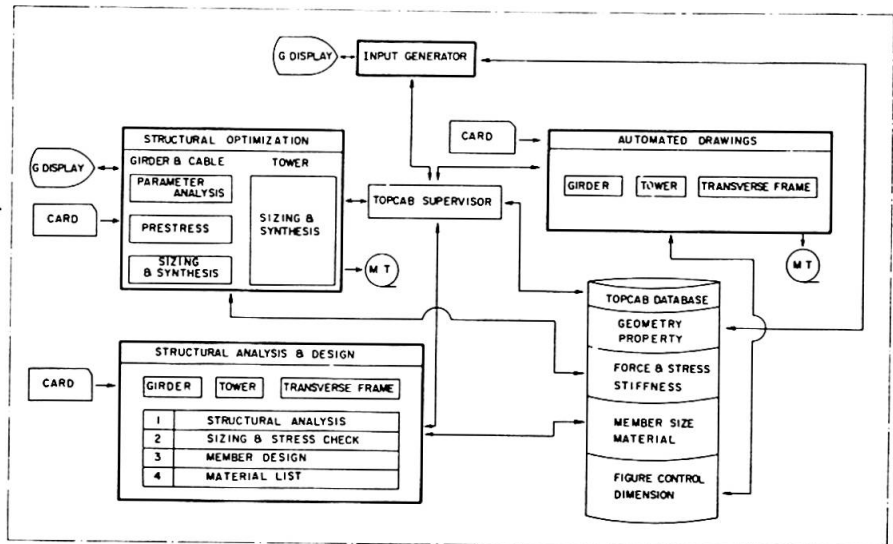 G DISPLAY
INPUT GENERATOR
STRUCTURAL OPTIMIZATION
GIRDER & CABLE
TOWER
PARAMETER
ANALYSIS
PRESTRESS
SIZING
& SYNTHESIS
SIZING &
SYNTHESIS
G DISPLAY
CARD
M T
TOPCAB SUPERVISOR
CARD
AUTOMATED DRAWINGS
GIRDER
TOWER
TRANSVERSE FRAME
M T
TOPCAB DATABASE
GEOMETRY
PROPERTY
FORCE & STRESS
STIFFNESS
MEMBER SIZE
MATERIAL
FIGURE CONTROL
DIMENSION
CARD
STRUCTURAL ANALYSIS & DESIGN
GIRDER
TOWER
TRANSVERSE FRAME
1 STRUCTURAL ANALYSIS
2 SIZING & STRESS CHECK
3 MEMBER DESIGN
4 MATERIAL LIST